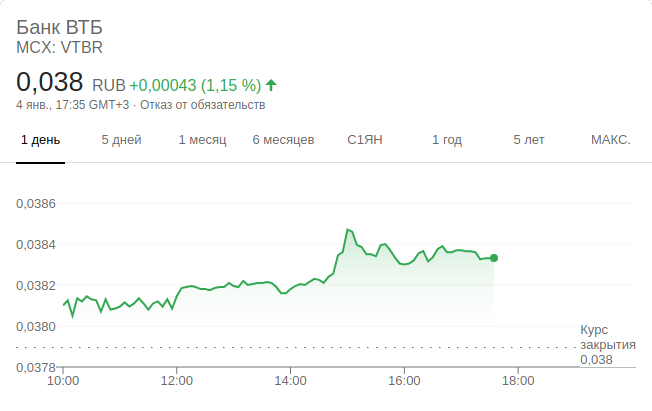 Банк ВТБ
MCX: VTBR
0,038 RUB +0,00043 (1,15 %)
4 янв., 17:35 GMT+3 · Отказ от обязательств
1 день 5 дней 1 месяц 6 месяцев С1ЯН 1 год 5 лет МАКС.
0,0386
0,0384
0,0382
0,0380
0,0378
Курс
закрытия
0,038
10:00 12:00 14:00 16:00 18:00